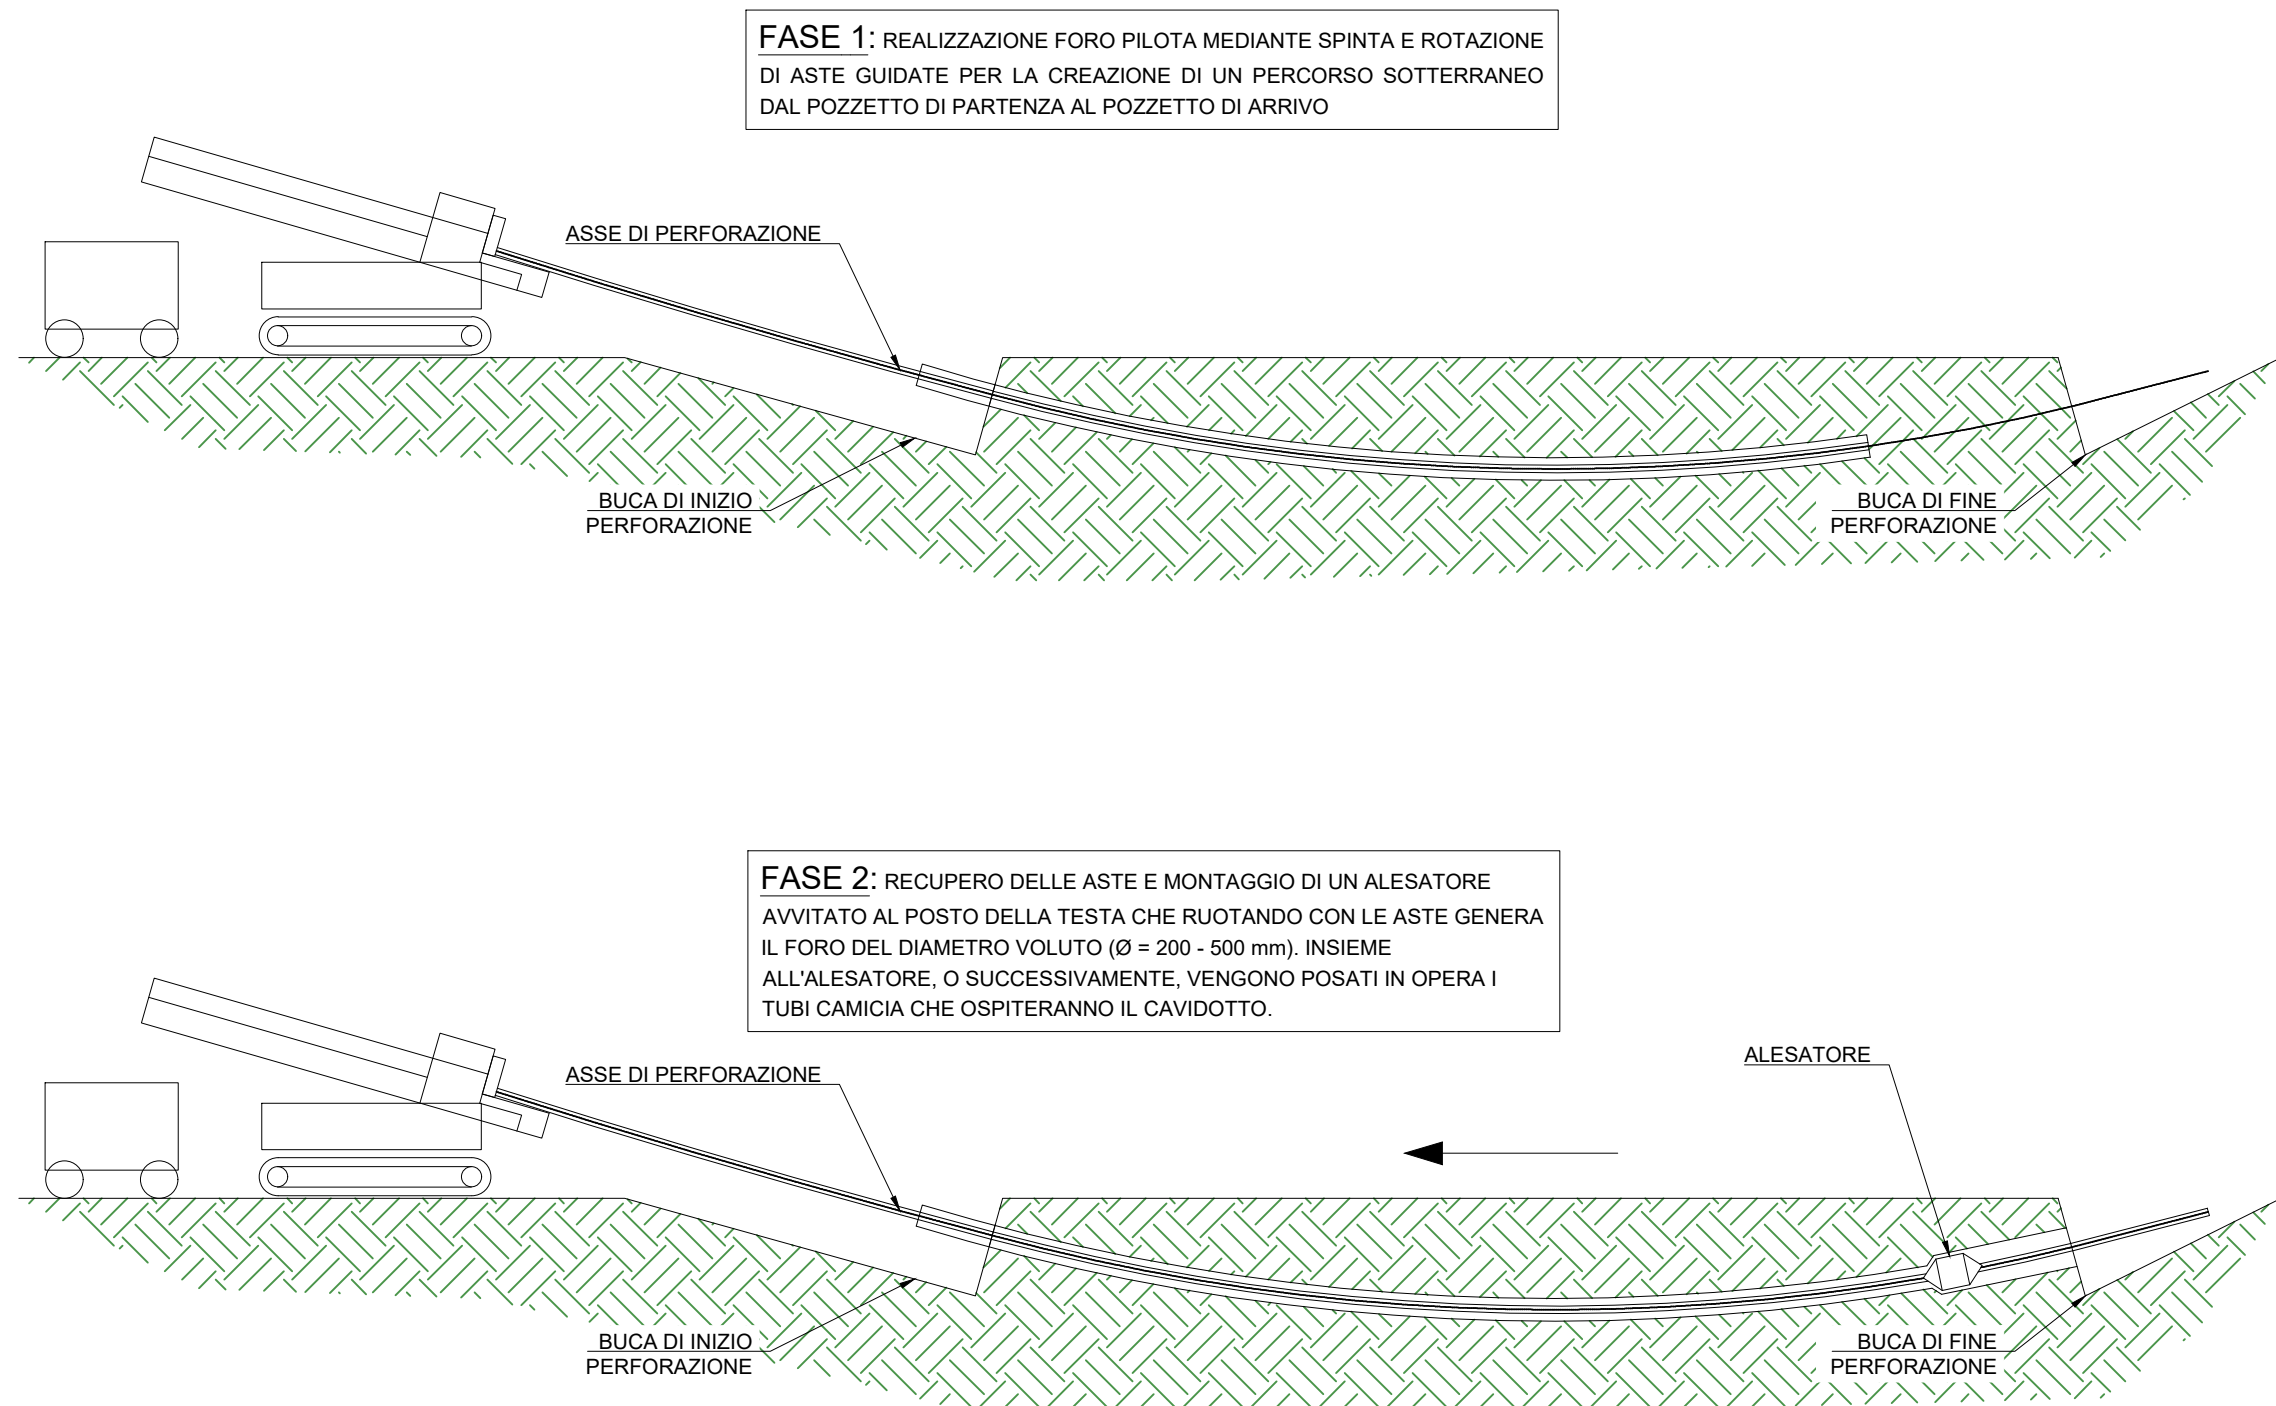 FASE 1: REALIZZAZIONE FORO PILOTA MEDIANTE SPINTA E ROTAZIONE
DI ASTE GUIDATE PER LA CREAZIONE DI UN PERCORSO SOTTERRANEO
DAL POZZETTO DI PARTENZA AL POZZETTO DI ARRIVO
ASSE DI PERFORAZIONE
BUCA DI INIZIO
PERFORAZIONE
BUCA DI FINE
PERFORAZIONE
FASE 2: RECUPERO DELLE ASTE E MONTAGGIO DI UN ALESATORE
AVVITATO AL POSTO DELLA TESTA CHE RUOTANDO CON LE ASTE GENERA
IL FORO DEL DIAMETRO VOLUTO (Ø = 200 - 500 mm). INSIEME
ALL'ALESATORE, O SUCCESSIVAMENTE, VENGONO POSATI IN OPERA I
TUBI CAMICIA CHE OSPITERANNO IL CAVIDOTTO.
ASSE DI PERFORAZIONE
ALESATORE
BUCA DI INIZIO
PERFORAZIONE
BUCA DI FINE
PERFORAZIONE